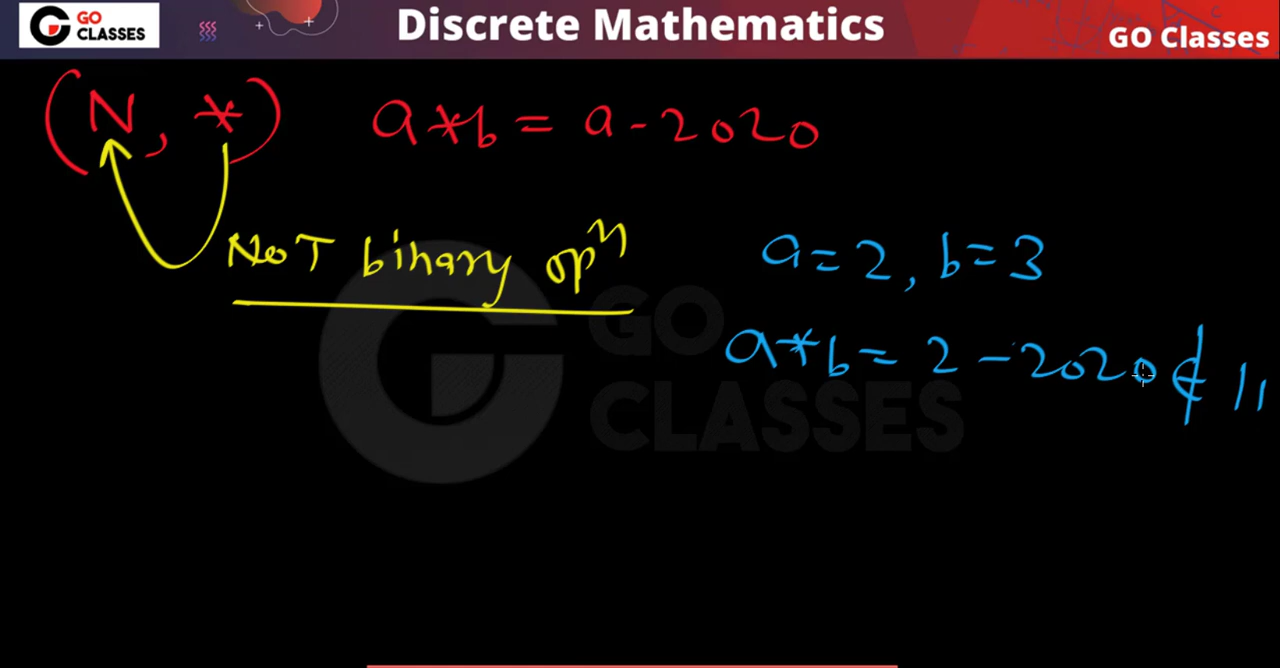 GO CLASSES
Discrete Mathematics
GO Classes
(N, *) a*b = a - 2020
NOT binary opⁿ
a = 2, b = 3
a*b = 2 - 2020 ∉
GO
CLASSES